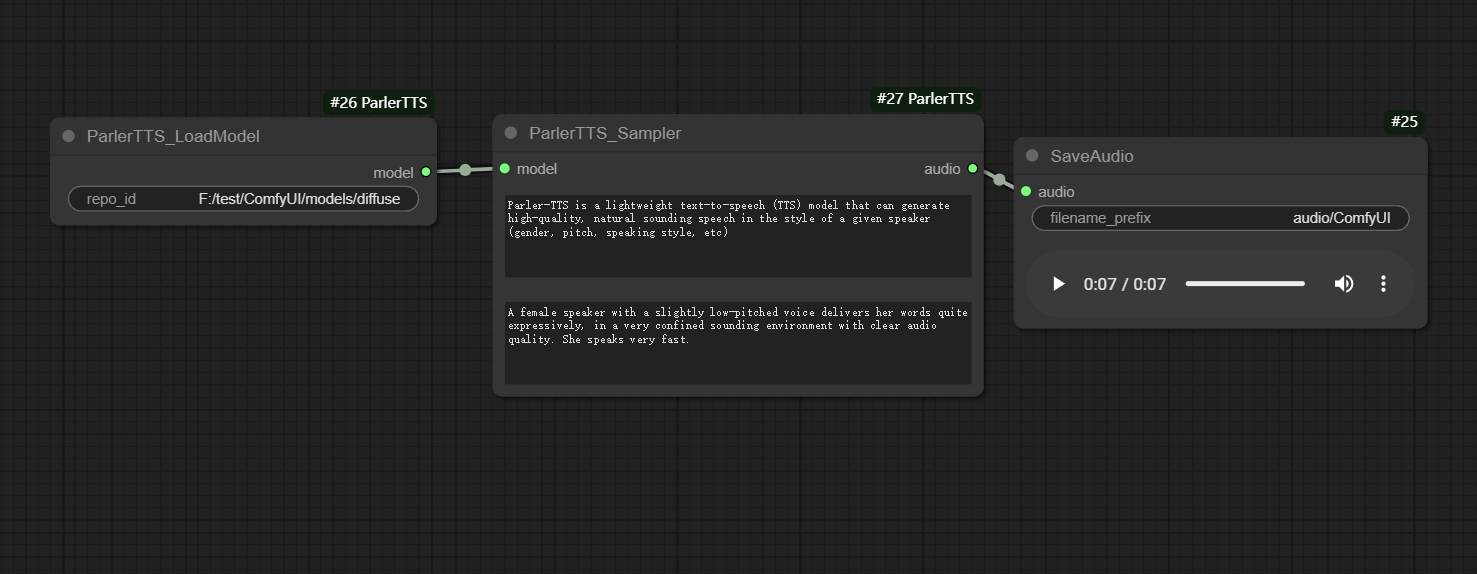 #26 ParlerTTS
ParlerTTS_LoadModel
model
repo_id F:/test/ComfyUI/models/diffuse
#27 ParlerTTS
ParlerTTS_Sampler
model audio
Parler-TTS is a lightweight text-to-speech (TTS) model that can generate
high-quality, natural sounding speech in the style of a given speaker
(gender, pitch, speaking style, etc)
A female speaker with a slightly low-pitched voice delivers her words quite
expressively, in a very confined sounding environment with clear audio
quality. She speaks very fast.
#25
SaveAudio
audio
filename_prefix audio/ComfyUI
0:07 / 0:07